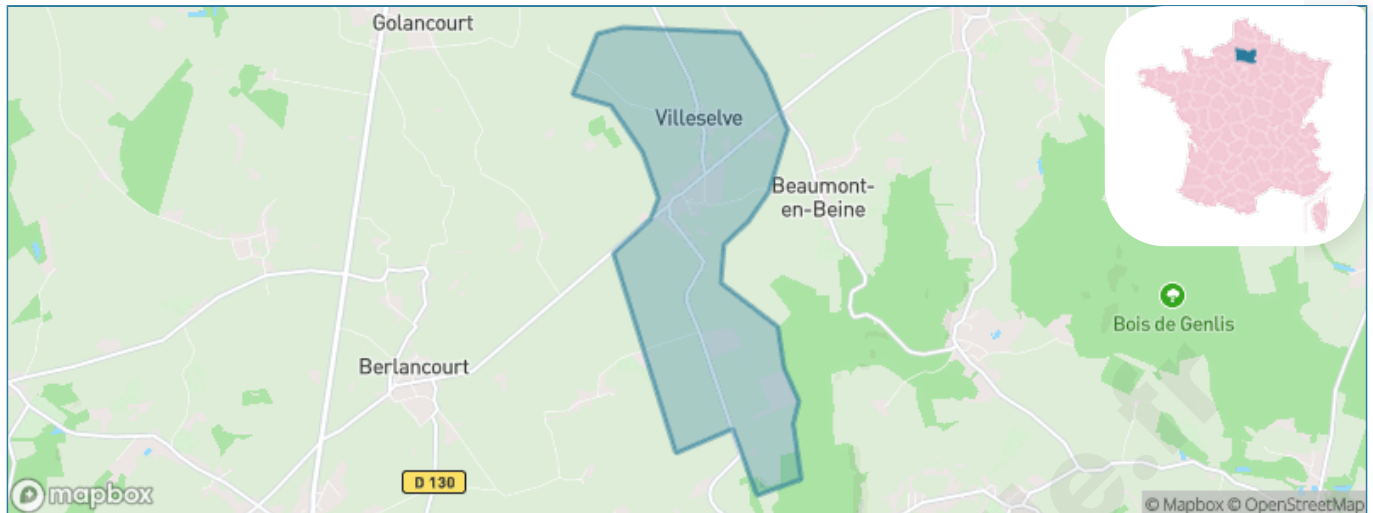 Golancourt
Villeselve
Beaumont-
en-Beine
Bois de Genlis
Berlancourt
D 130
mapbox
© Mapbox © OpenStreetMap